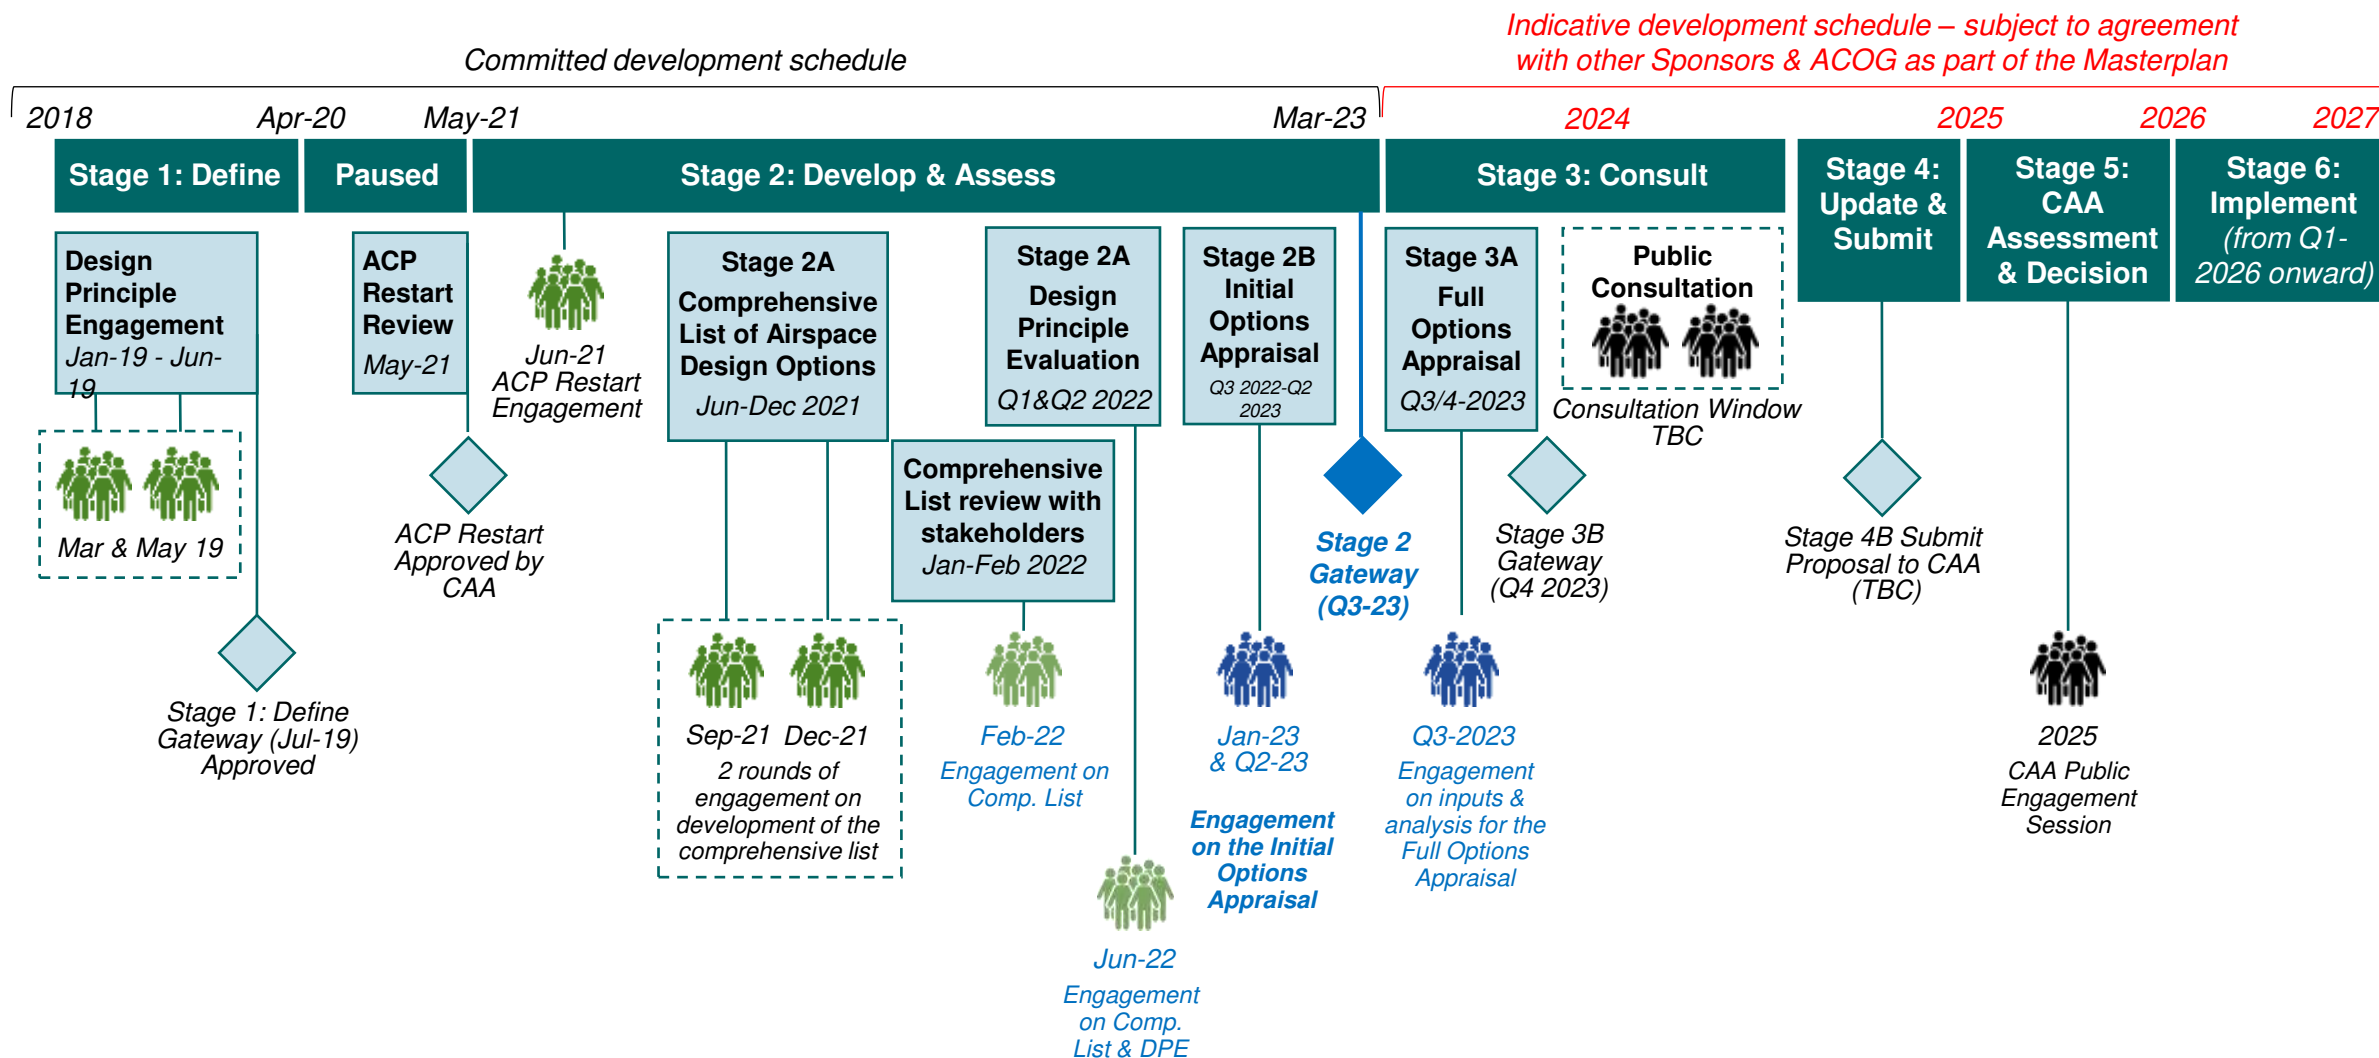 Indicative development schedule – subject to agreement
with other Sponsors & ACOG as part of the Masterplan
Committed development schedule
2018
Apr-20
May-21
Mar-23
2024
2025
2026
2027
Stage 1: Define
Paused
Stage 2: Develop & Assess
Stage 3: Consult
Stage 4:
Update &
Submit
Stage 5:
CAA
Assessment
& Decision
Stage 6:
Implement
(from Q1-
2026 onward)
Design
Principle
Engagement
Jan-19 - Jun-
19
Mar & May 19
Stage 1: Define
Gateway (Jul-19)
Approved
ACP
Restart
Review
May-21
ACP Restart
Approved by
CAA
Jun-21
ACP Restart
Engagement
Stage 2A
Comprehensive
List of Airspace
Design Options
Jun-Dec 2021
Sep-21 Dec-21
2 rounds of
engagement on
development of the
comprehensive list
Comprehensive
List review with
stakeholders
Jan-Feb 2022
Feb-22
Engagement on
Comp. List
Stage 2A
Design
Principle
Evaluation
Q1&Q2 2022
Jun-22
Engagement
on Comp.
List & DPE
Stage 2B
Initial
Options
Appraisal
Q3 2022-Q2
2023
Jan-23
& Q2-23
Engagement
on the Initial
Options
Appraisal
Stage 2
Gateway
(Q3-23)
Stage 3A
Full
Options
Appraisal
Q3/4-2023
Q3-2023
Engagement
on inputs &
analysis for the
Full Options
Appraisal
Stage 3B
Gateway
(Q4 2023)
Public
Consultation
Consultation Window
TBC
Stage 4B Submit
Proposal to CAA
(TBC)
2025
CAA Public
Engagement
Session